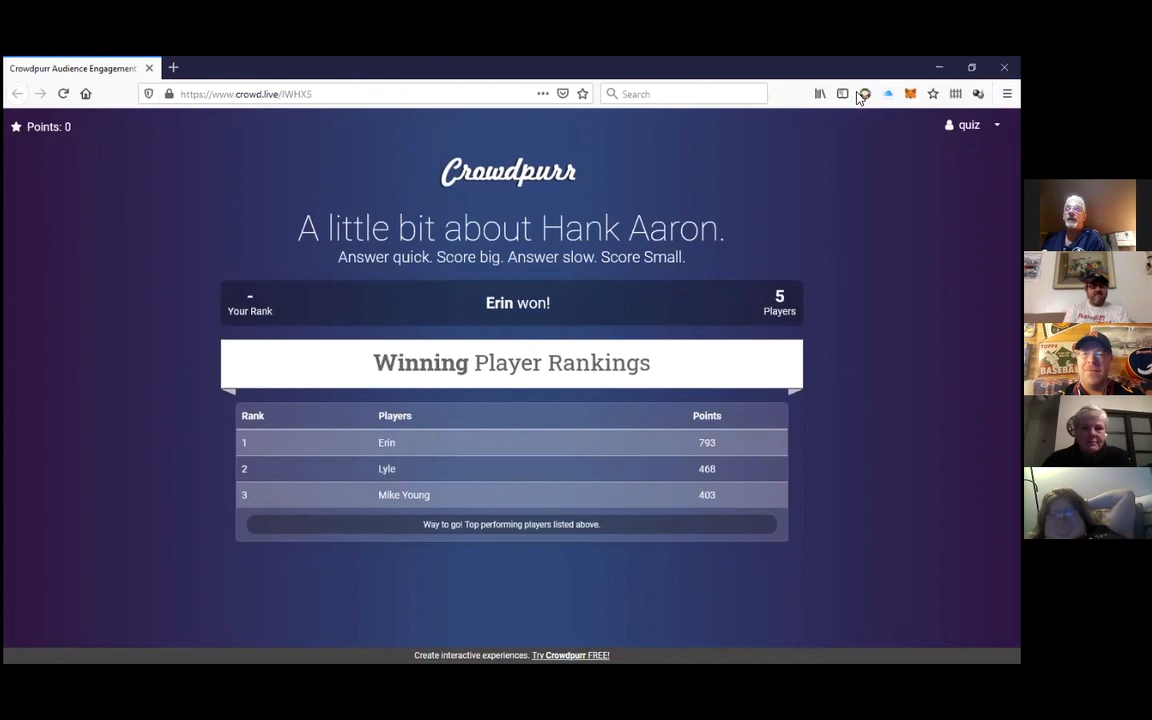 Crowdpurr Audience Engagement
https://www.crowd.live/IWHX5
Search
Points: 0
quiz
Crowdpurr
A little bit about Hank Aaron.
Answer quick. Score big. Answer slow. Score Small.
-
Your Rank
Erin won!
5
Players
Winning Player Rankings
Rank Players Points
1 Erin 793
2 Lyle 468
3 Mike Young 403
Way to go! Top performing players listed above.
Create interactive experiences. Try Crowdpurr FREE!
TOPPS
BASEBALL